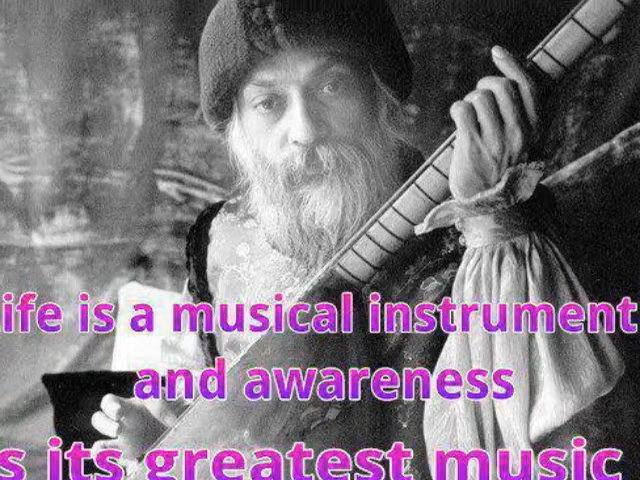 ife is a musical instrument
and awareness
s its greatest music